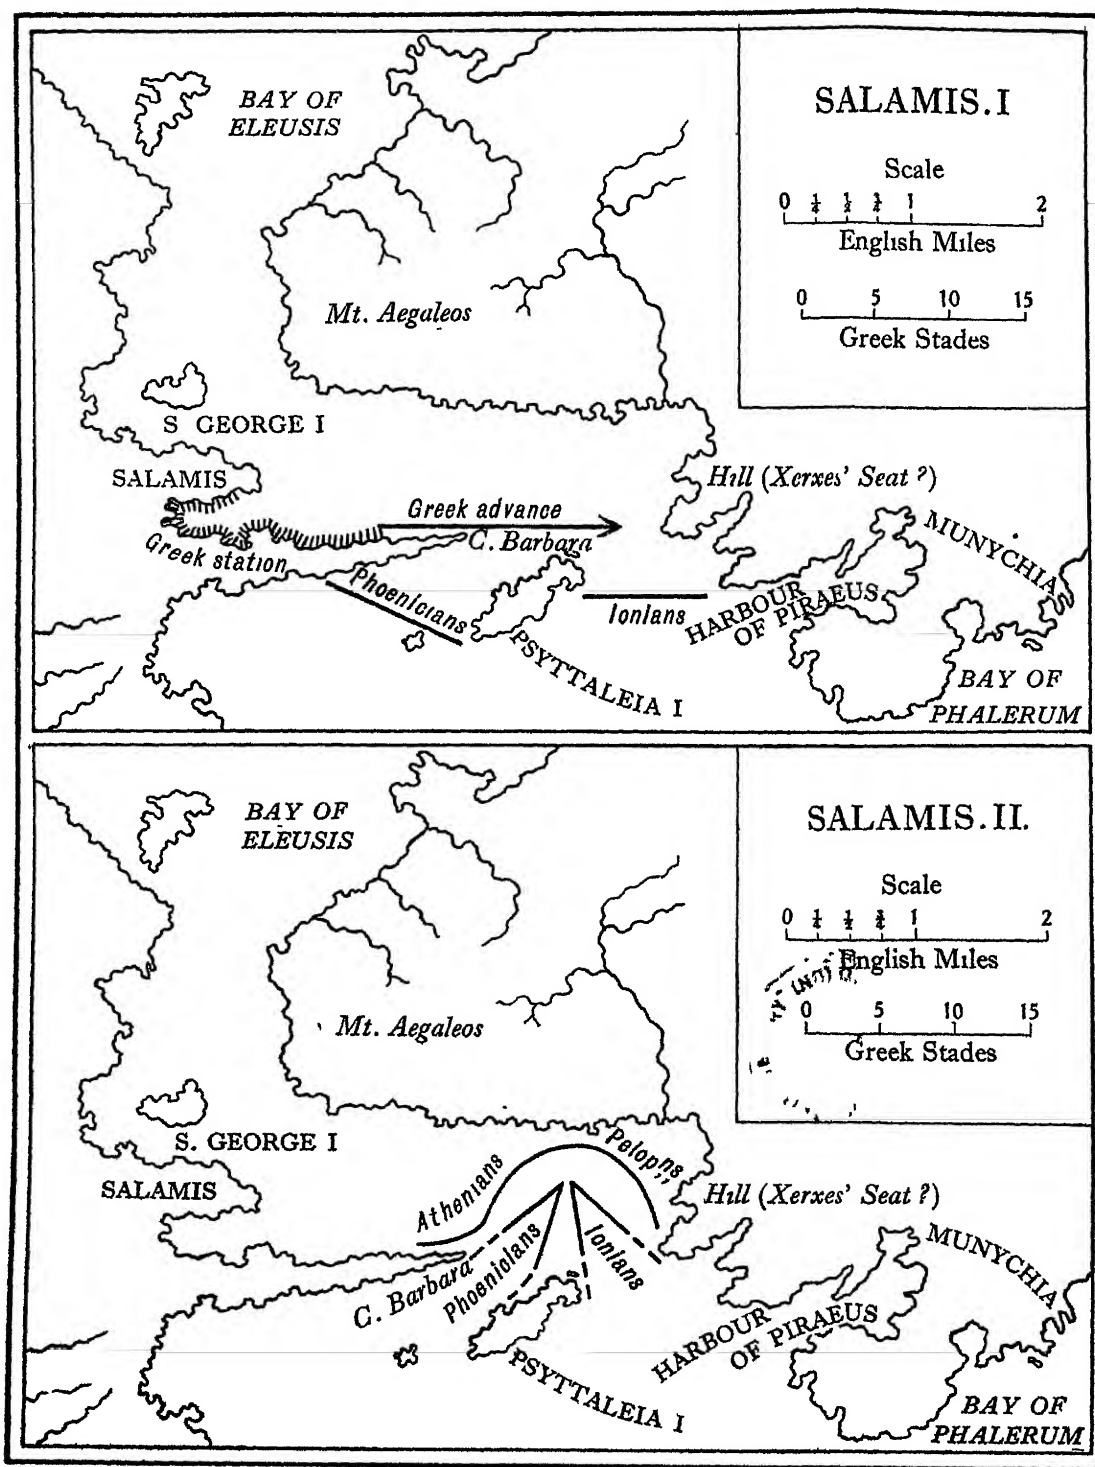 BAY OF
ELEUSIS
SALAMIS.I
Scale
0 ¼ ½ ¾ 1 2
English Miles
0 5 10 15
Greek Stades
Mt. Aegaleos
S GEORGE I
SALAMIS
Hill (Xerxes' Seat ?)
Greek advance
C. Barbara
Greek station
MUNYCHIA
Phoenicians
Ionians
HARBOUR
OF PIRAEUS
PSYTTALEIA I
BAY OF
PHALERUM
BAY OF
ELEUSIS
SALAMIS.II.
Scale
0 ¼ ½ ¾ 1 2
English Miles
0 5 10 15
Greek Stades
Mt. Aegaleos
S. GEORGE I
SALAMIS
Athenians
Pelopnns
Hill (Xerxes' Seat ?)
C. Barbara
Phoenicians
Ionians
MUNYCHIA
HARBOUR
OF PIRAEUS
PSYTTALEIA I
BAY OF
PHALERUM